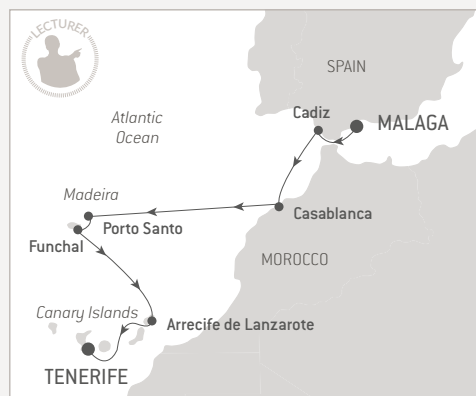 LECTURER
SPAIN
Cadiz
MALAGA
Atlantic
Ocean
Madeira
Porto Santo
Casablanca
Funchal
MOROCCO
Canary Islands
Arrecife de Lanzarote
TENERIFE